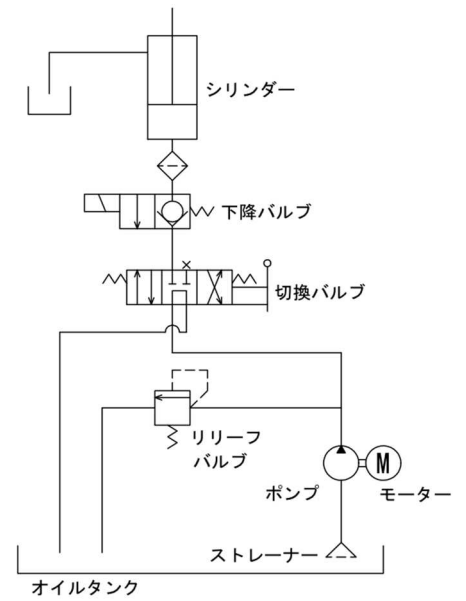 シリンダー
下降バルブ
切換バルブ
リリーフ
バルブ
M
ポンプ
モーター
ストレーナー
オイルタンク